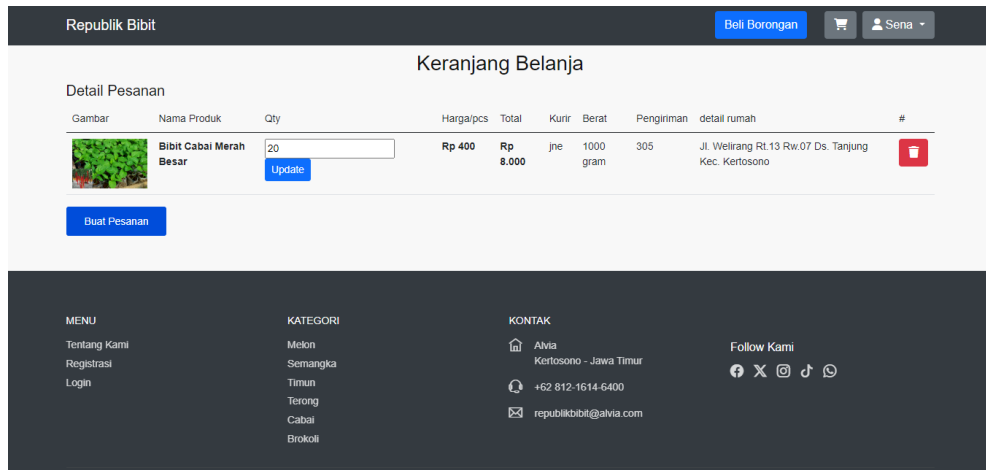 Republik Bibit
Beli Borongan
Sena
Keranjang Belanja
Detail Pesanan
Gambar Nama Produk Qty Harga/pcs Total Kurir Berat Pengiriman detail rumah #
Bibit Cabai Merah Besar
20
Update
Rp 400
Rp 8.000
jne
1000 gram
305
Jl. Welirang Rt.13 Rw.07 Ds. Tanjung
Kec. Kertosono
Buat Pesanan
MENU
Tentang Kami
Registrasi
Login
KATEGORI
Melon
Semangka
Timun
Terong
Cabai
Brokoli
KONTAK
Alvia
Kertosono - Jawa Timur
+62 812-1614-6400
republikbibit@alvia.com
Follow Kami